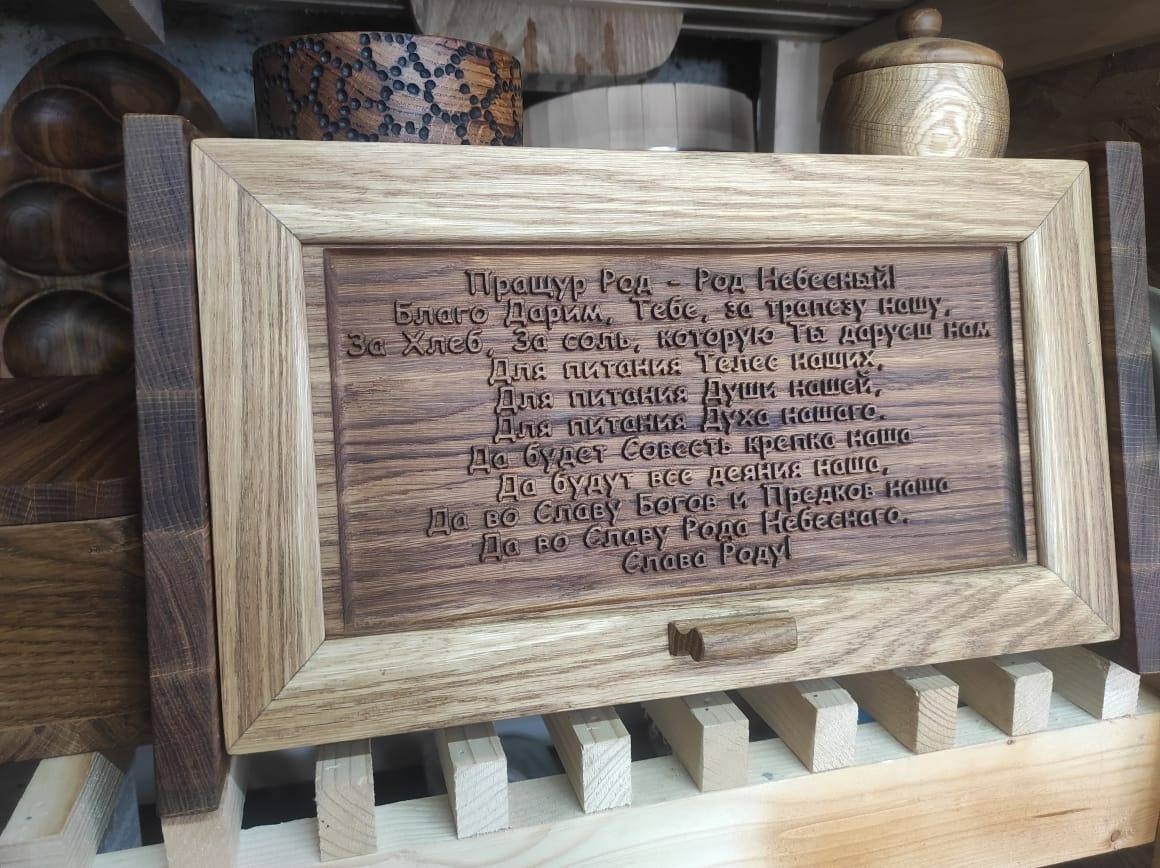 Пращур Род - Род Небесный!
Благо Дарим, Тебе, за трапезу нашу,
За Хлеб, За соль, которую Ты даруеш нам
Для питания Телес наших,
Для питания Души нашей,
Для питания Духа нашаго.
Да будет Совесть крепка наша
Да будут все деяния наша,
Да во Славу Богов и Предков наша
Да во Славу Рода Небеснаго.
Слава Роду!